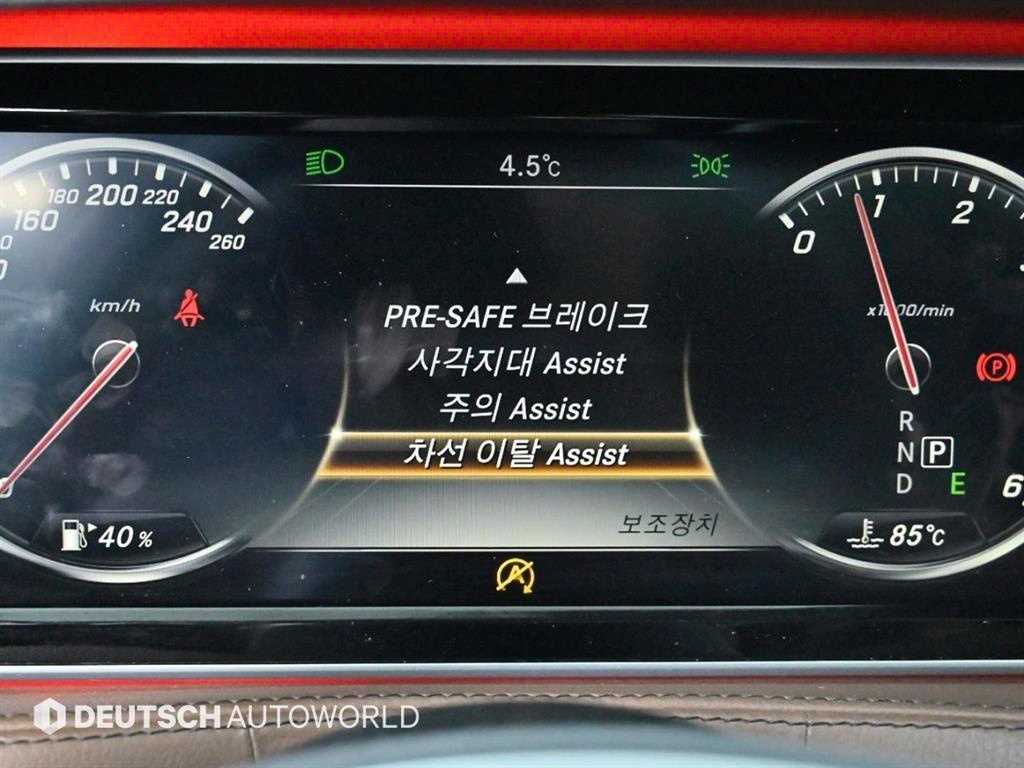 4.5℃
160 180 200 220 240 260
km/h
40 %
PRE-SAFE 브레이크
사각지대 Assist
주의 Assist
차선 이탈 Assist
보조장치
A
0 1 2
x1000/min
P
R
N P
D E
85℃
DEUTSCH AUTOWORLD